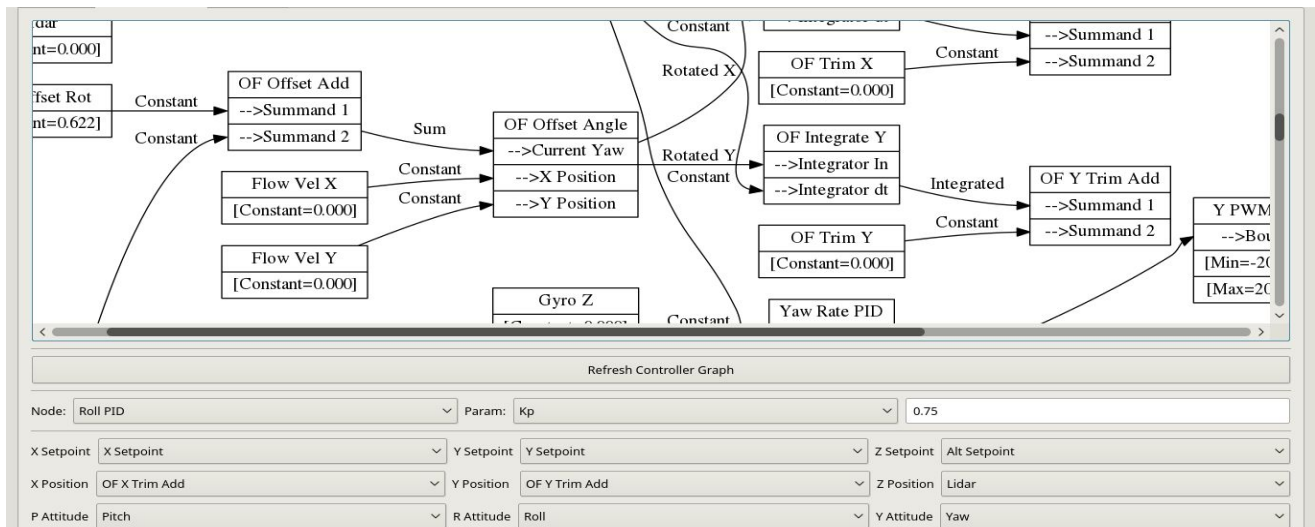 nt=0.000]
ffset Rot
nt=0.622]
Constant
Constant
OF Offset Add
-->Summand 1
-->Summand 2
Sum
Flow Vel X
[Constant=0.000]
Constant
Flow Vel Y
[Constant=0.000]
Constant
OF Offset Angle
-->Current Yaw
-->X Position
-->Y Position
Gyro Z
Constant
Rotated X
Rotated Y
Constant
Constant
OF Trim X
[Constant=0.000]
Constant
-->Summand 1
-->Summand 2
OF Integrate Y
-->Integrator In
-->Integrator dt
Integrated
OF Trim Y
[Constant=0.000]
Constant
OF Y Trim Add
-->Summand 1
-->Summand 2
Yaw Rate PID
Y PWM
-->Bou
[Min=-20
[Max=20
Refresh Controller Graph
Node: Roll PID Param: Kp 0.75
X Setpoint X Setpoint Y Setpoint Y Setpoint Z Setpoint Alt Setpoint
X Position OF X Trim Add Y Position OF Y Trim Add Z Position Lidar
P Attitude Pitch R Attitude Roll Y Attitude Yaw